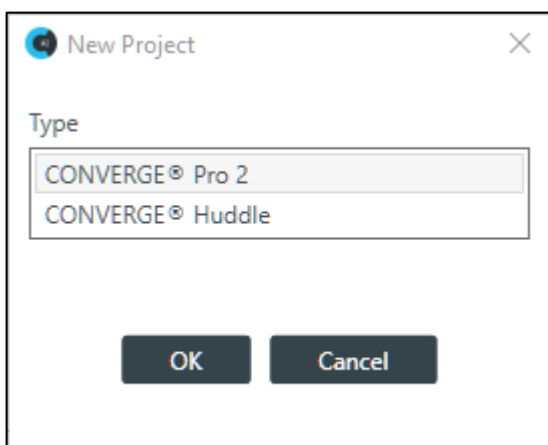 New Project
Type
CONVERGE® Pro 2
CONVERGE® Huddle
OK Cancel